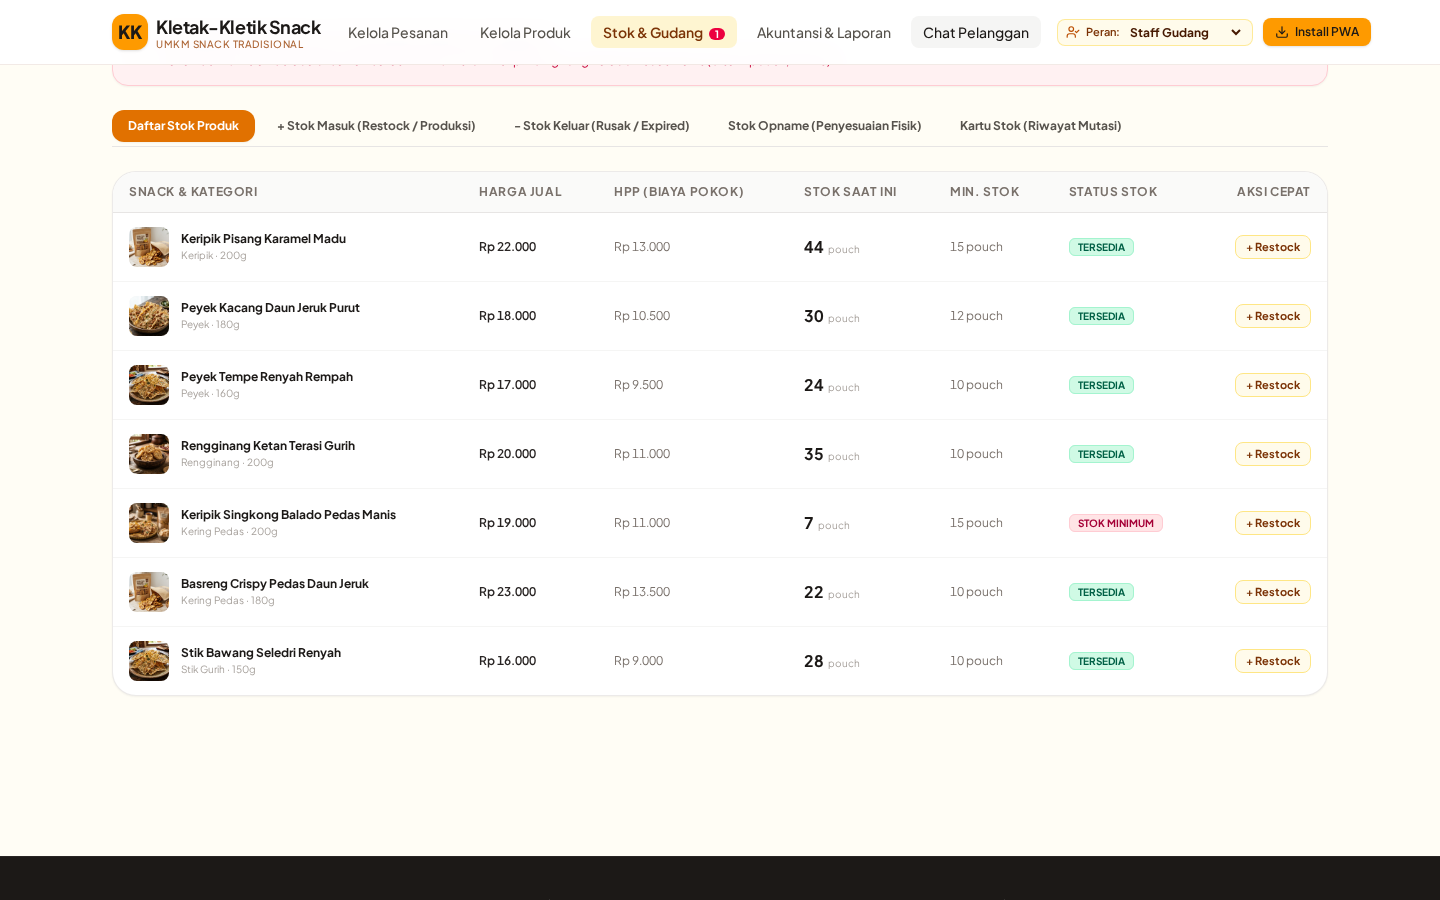 KK
Kletak-Kletik Snack
UMKM SNACK TRADISIONAL
Kelola Pesanan
Kelola Produk
Stok & Gudang 1
Akuntansi & Laporan
Chat Pelanggan
Peran: Staff Gudang
Install PWA
Daftar Stok Produk
+ Stok Masuk (Restock / Produksi)
- Stok Keluar (Rusak / Expired)
Stok Opname (Penyesuaian Fisik)
Kartu Stok (Riwayat Mutasi)
SNACK & KATEGORI HARGA JUAL HPP (BIAYA POKOK) STOK SAAT INI MIN. STOK STATUS STOK AKSI CEPAT
Keripik Pisang Karamel Madu
Keripik · 200g
Rp 22.000 Rp 13.000 44 pouch 15 pouch TERSEDIA + Restock
Peyek Kacang Daun Jeruk Purut
Peyek · 180g
Rp 18.000 Rp 10.500 30 pouch 12 pouch TERSEDIA + Restock
Peyek Tempe Renyah Rempah
Peyek · 160g
Rp 17.000 Rp 9.500 24 pouch 10 pouch TERSEDIA + Restock
Rengginang Ketan Terasi Gurih
Rengginang · 200g
Rp 20.000 Rp 11.000 35 pouch 10 pouch TERSEDIA + Restock
Keripik Singkong Balado Pedas Manis
Kering Pedas · 200g
Rp 19.000 Rp 11.000 7 pouch 15 pouch STOK MINIMUM + Restock
Basreng Crispy Pedas Daun Jeruk
Kering Pedas · 180g
Rp 23.000 Rp 13.500 22 pouch 10 pouch TERSEDIA + Restock
Stik Bawang Seledri Renyah
Stik Gurih · 150g
Rp 16.000 Rp 9.000 28 pouch 10 pouch TERSEDIA + Restock